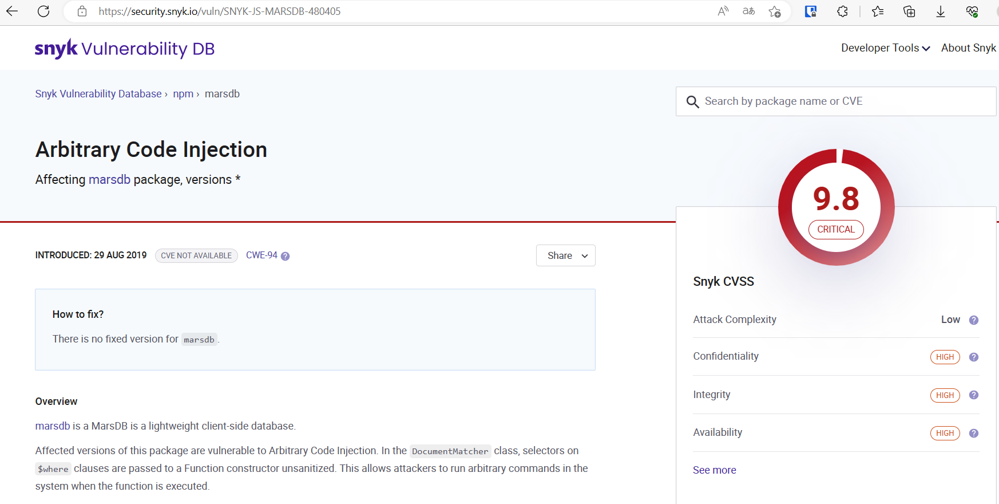 https://security.snyk.io/vuln/SNYK-JS-MARSDB-480405
snyk Vulnerability DB
Developer Tools
About Snyk
Snyk Vulnerability Database › npm › marsdb
Search by package name or CVE
Arbitrary Code Injection
Affecting marsdb package, versions *
9.8
CRITICAL
INTRODUCED: 29 AUG 2019 CVE NOT AVAILABLE CWE-94 ?
Share
How to fix?
There is no fixed version for marsdb.
Overview
marsdb is a MarsDB is a lightweight client-side database.
Affected versions of this package are vulnerable to Arbitrary Code Injection. In the DocumentMatcher class, selectors on
$where clauses are passed to a Function constructor unsanitized. This allows attackers to run arbitrary commands in the
system when the function is executed.
Snyk CVSS
Attack Complexity Low ?
Confidentiality HIGH ?
Integrity HIGH ?
Availability HIGH ?
See more